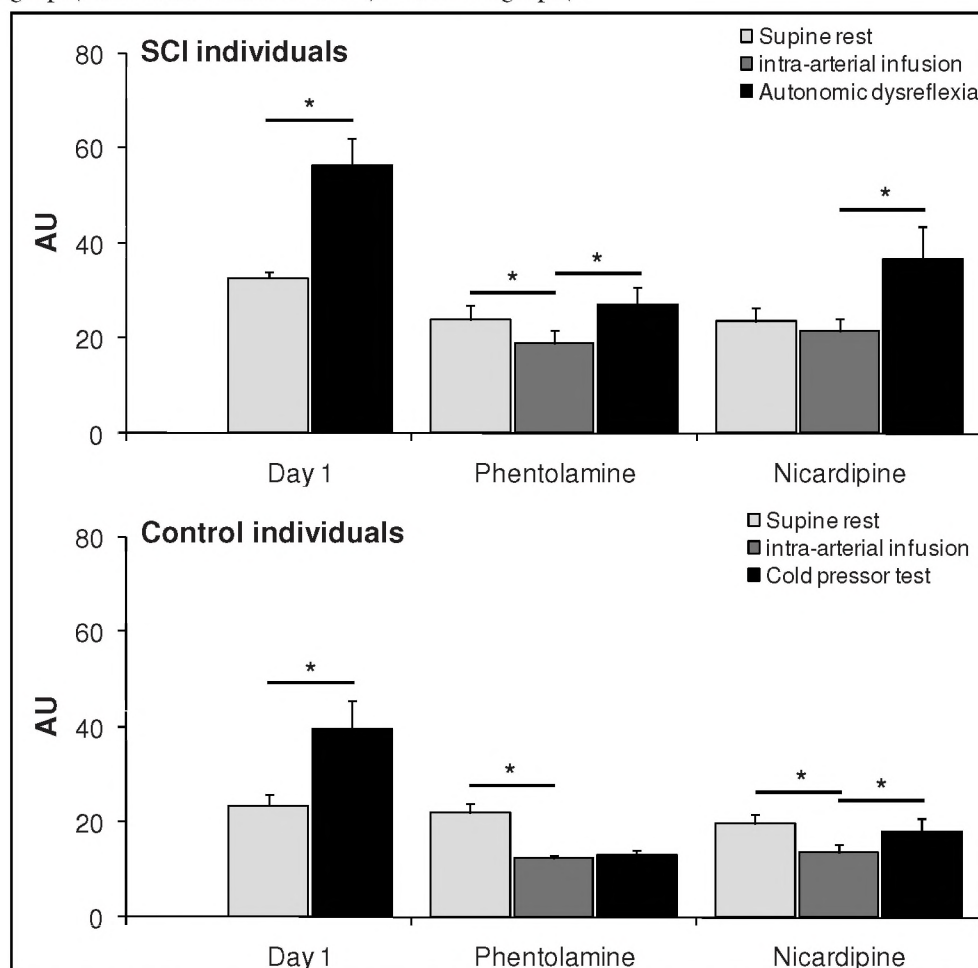 80
SCI individuals
Supine rest
intra-arterial infusion
Autonomic dysreflexia
*
60
*
AU
40
*
*
20
0
Day 1
Phentolamine
Nicardipine
80
Control individuals
Supine rest
intra-arterial infusion
Cold pressor test
60
*
AU
40
*
*
*
20
0
Day 1
Phentolamine
Nicardipine